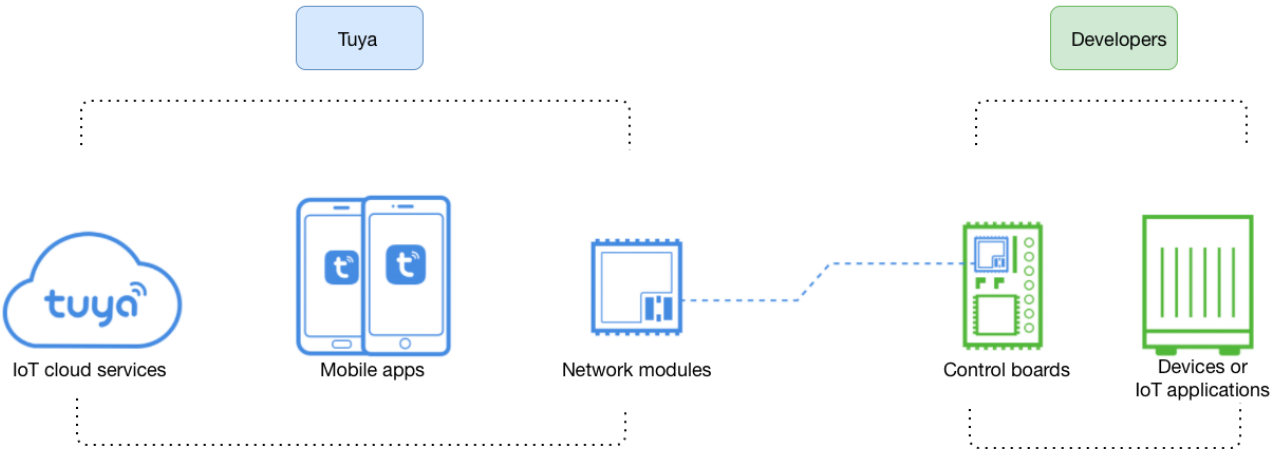 Tuya
Developers
tuya
t
t
IoT cloud services
Mobile apps
Network modules
Control boards
Devices or
IoT applications